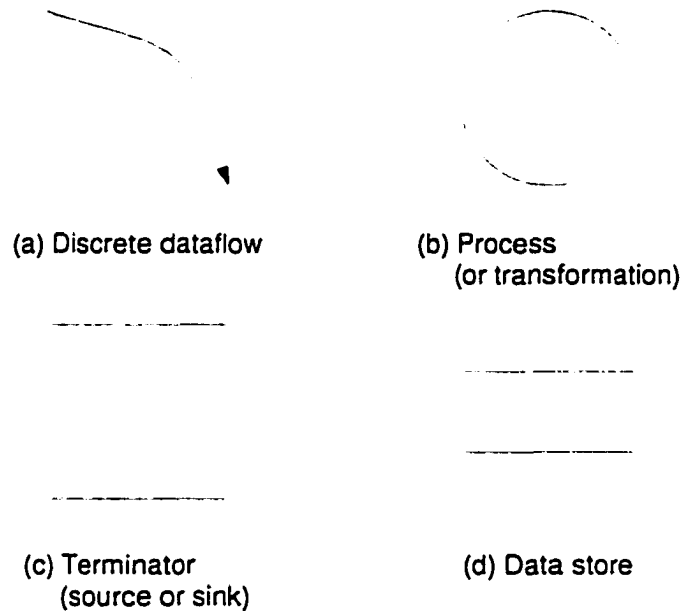 (a) Discrete dataflow
(b) Process
(or transformation)
(c) Terminator
(source or sink)
(d) Data store